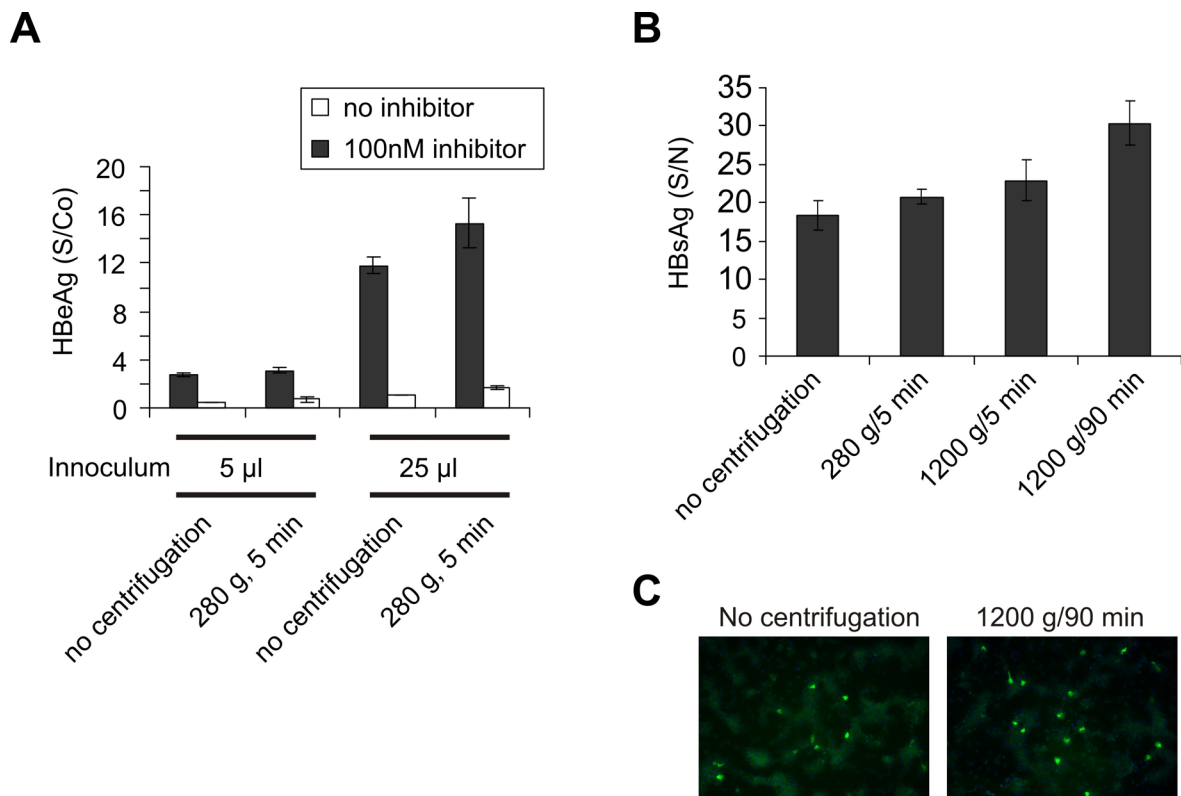 A
no inhibitor
100nM inhibitor
HBeAg (S/Co)
20
16
12
8
4
0
Innoculum 5 µl 25 µl
no centrifugation
280 g, 5 min
no centrifugation
280 g, 5 min
B
HBsAg (S/N)
35
30
25
20
15
10
5
0
no centrifugation
280 g/5 min
1200 g/5 min
1200 g/90 min
C
No centrifugation 1200 g/90 min